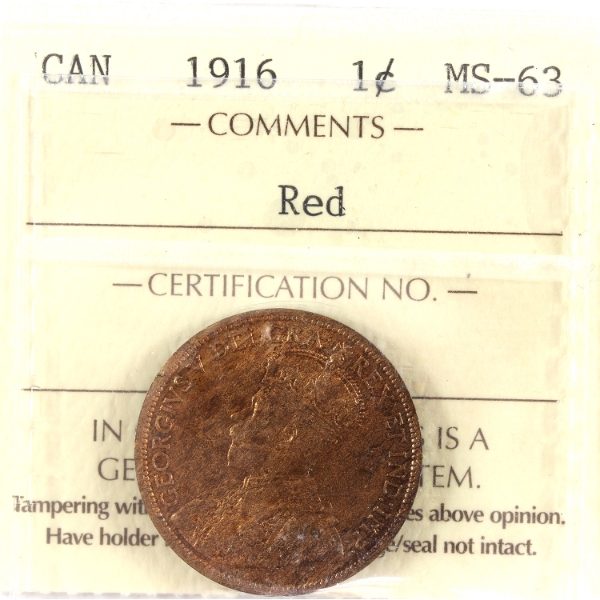 CAN 1916 1¢ MS-63
— COMMENTS —
Red
— CERTIFICATION NO. —
GEORGIVS V DEI GRA: REX ET IND:IMP:
IN IS A
GE TEM.
Tampering wit es above opinion.
Have holder e/seal not intact.